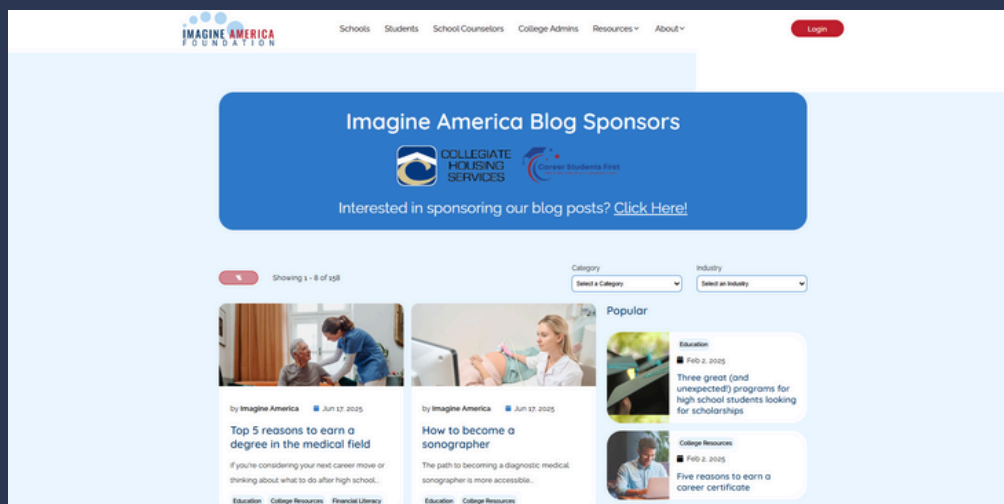 IMAGINE AMERICA
FOUNDATION
Schools Students School Counselors College Admins Resources About
Login
Imagine America Blog Sponsors
COLLEGIATE
HOUSING
SERVICES
Career Students First
Interested in sponsoring our blog posts? Click Here!
Showing 1 - 8 of 158
Category
Select a Category
Industry
Select an Industry
by Imagine America Jun 17, 2025
Top 5 reasons to earn a
degree in the medical field
If you're considering your next career move or
thinking about what to do after high school...
Education College Resources Financial Literacy
by Imagine America Jun 17, 2025
How to become a
sonographer
The path to becoming a diagnostic medical
sonographer is more accessible...
Education College Resources
Popular
Education
Feb 2, 2025
Three great (and
unexpected!) programs for
high school students looking
for scholarships
College Resources
Feb 2, 2025
Five reasons to earn a
career certificate